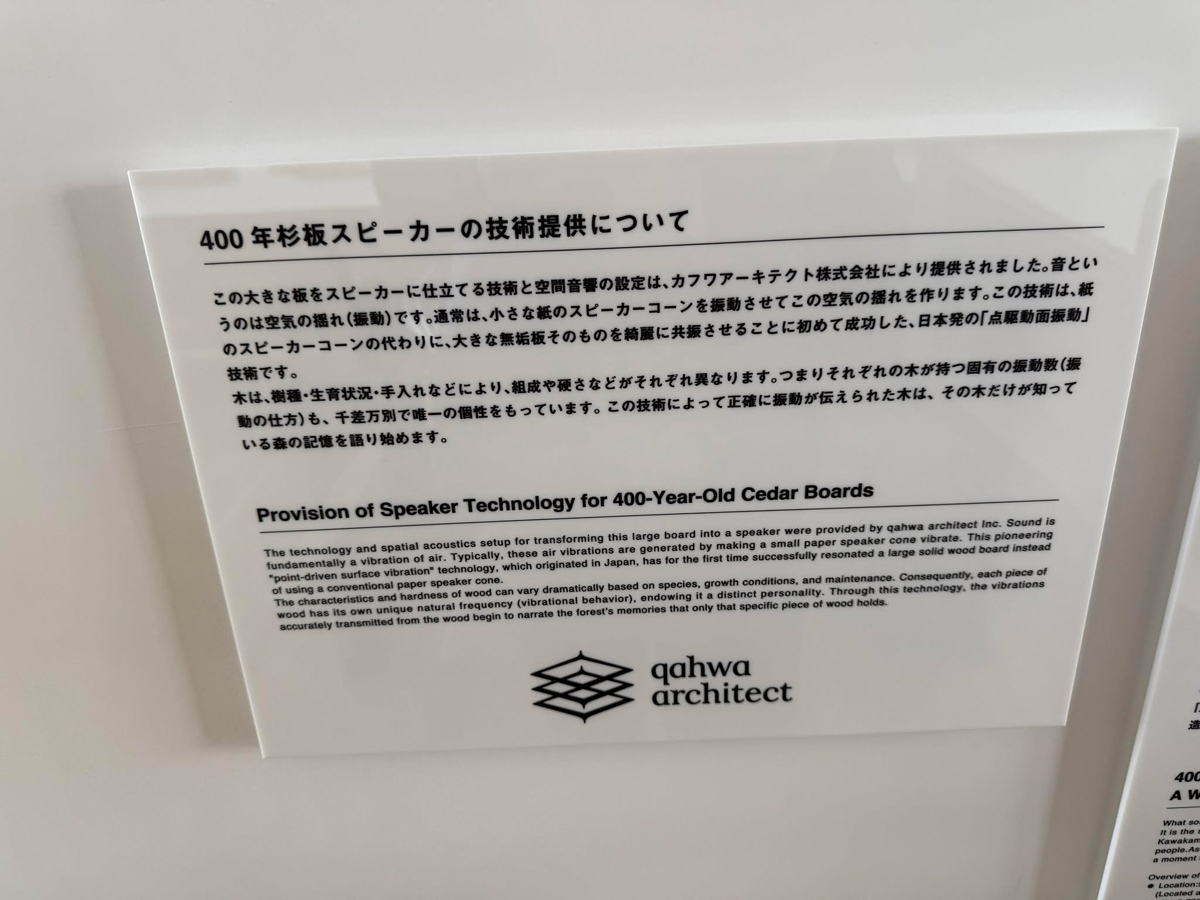 400年杉板スピーカーの技術提供について
この大きな板をスピーカーに仕立てる技術と空間音響の設定は、カフワアーキテクト株式会社により提供されました。音とい
うのは空気の揺れ(振動)です。通常は、小さな紙のスピーカーコーンを振動させてこの空気の揺れを作ります。この技術は、紙
のスピーカーコーンの代わりに、大きな無垢板そのものを綺麗に共振させることに初めて成功した、日本発の「点駆動面振動」
技術です。
木は、樹種・生育状況・手入れなどにより、組成や硬さなどがそれぞれ異なります。つまりそれぞれの木が持つ固有の振動数(振
動の仕方)も、千差万別で唯一の個性をもっています。この技術によって正確に振動が伝えられた木は、その木だけが知って
いる森の記憶を語り始めます。
Provision of Speaker Technology for 400-Year-Old Cedar Boards
The technology and spatial acoustics setup for transforming this large board into a speaker were provided by qahwa architect Inc. Sound is
fundamentally a vibration of air. Typically, these air vibrations are generated by making a small paper speaker cone vibrate. This pioneering
"point-driven surface vibration" technology, which originated in Japan, has for the first time successfully resonated a large solid wood board instead
of using a conventional paper speaker cone.
The characteristics and hardness of wood can vary dramatically based on species, growth conditions, and maintenance. Consequently, each piece of
wood has its own unique natural frequency (vibrational behavior), endowing it a distinct personality. Through this technology, the vibrations
accurately transmitted from the wood begin to narrate the forest's memories that only that specific piece of wood holds.
qahwa
architect
400
A W
What so
It is the
Kawakam
people.As
a moment
Overview of
● Location:
(Located a